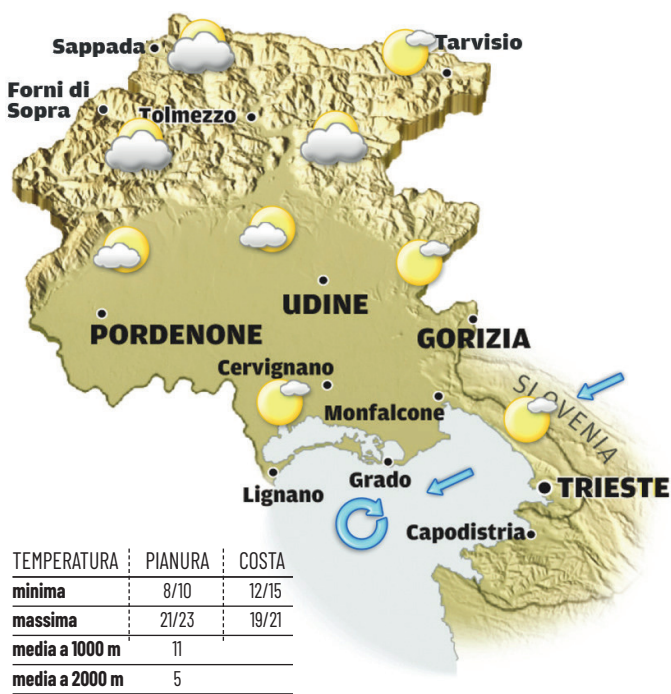 Sappada
Tarvisio
Forni di
Sopra
Tolmezzo
UDINE
PORDENONE
GORIZIA
Cervignano
SLOVENIA
Monfalcone
Grado
Lignano
TRIESTE
Capodistria
TEMPERATURA PIANURA COSTA
minima 8/10 12/15
massima 21/23 19/21
media a 1000 m 11
media a 2000 m 5